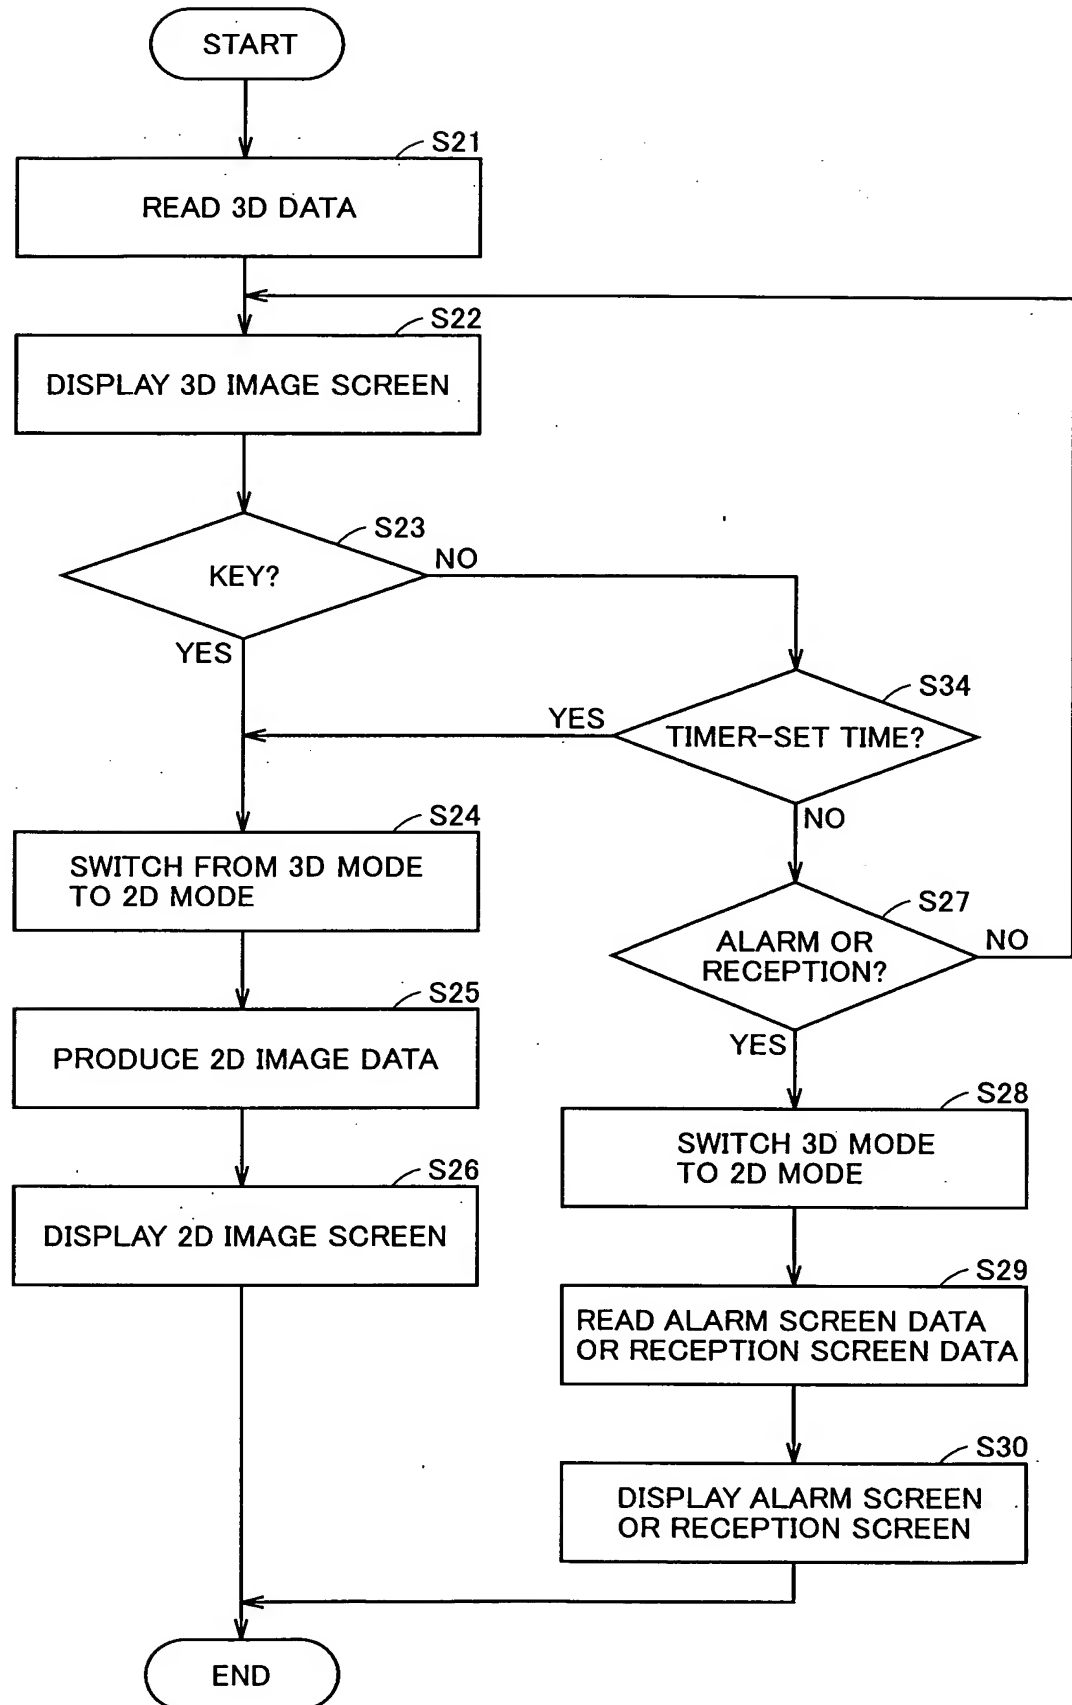 START
S21
READ 3D DATA
S22
DISPLAY 3D IMAGE SCREEN
S23
KEY?
NO
YES
S34
TIMER-SET TIME?
YES
NO
S24
SWITCH FROM 3D MODE
TO 2D MODE
S27
ALARM OR
RECEPTION?
NO
YES
S25
PRODUCE 2D IMAGE DATA
S28
SWITCH 3D MODE
TO 2D MODE
S26
DISPLAY 2D IMAGE SCREEN
S29
READ ALARM SCREEN DATA
OR RECEPTION SCREEN DATA
S30
DISPLAY ALARM SCREEN
OR RECEPTION SCREEN
END